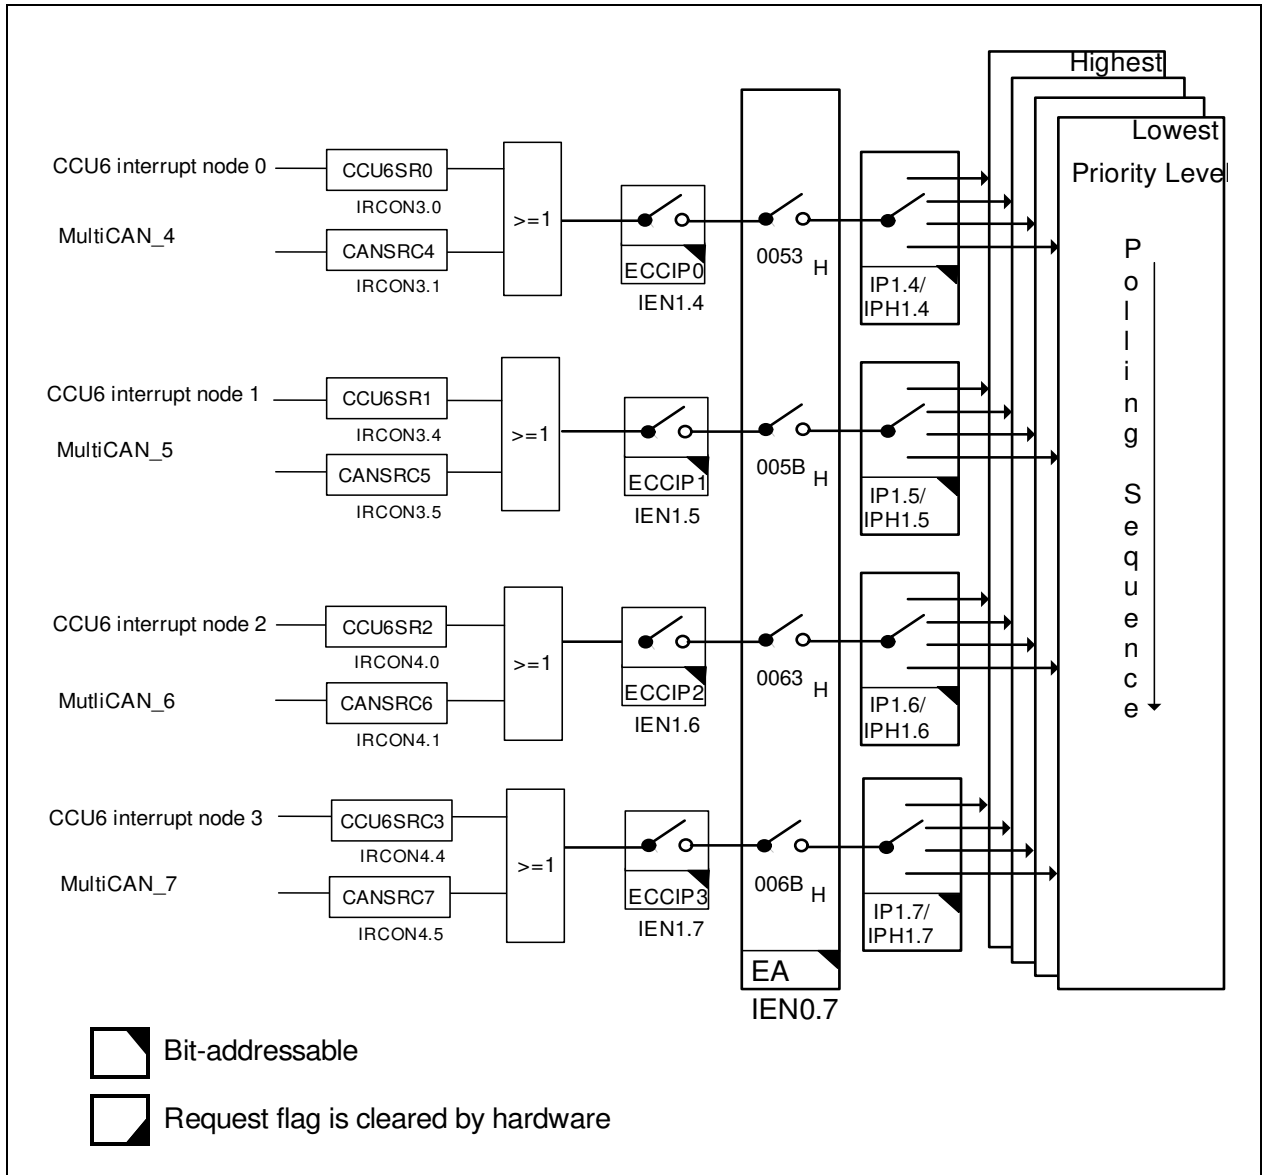 Highest
Lowest
Priority Level
Polling Sequence
CCU6 interrupt node 0
CCU6SR0
IRCON3.0
MultiCAN_4
CANSRC4
IRCON3.1
>=1
ECCIP0
IEN1.4
0053 H
IP1.4/
IPH1.4
CCU6 interrupt node 1
CCU6SR1
IRCON3.4
MultiCAN_5
CANSRC5
IRCON3.5
>=1
ECCIP1
IEN1.5
005B H
IP1.5/
IPH1.5
CCU6 interrupt node 2
CCU6SR2
IRCON4.0
MutliCAN_6
CANSRC6
IRCON4.1
>=1
ECCIP2
IEN1.6
0063 H
IP1.6/
IPH1.6
CCU6 interrupt node 3
CCU6SRC3
IRCON4.4
MultiCAN_7
CANSRC7
IRCON4.5
>=1
ECCIP3
IEN1.7
006B H
IP1.7/
IPH1.7
EA
IEN0.7
Bit-addressable
Request flag is cleared by hardware